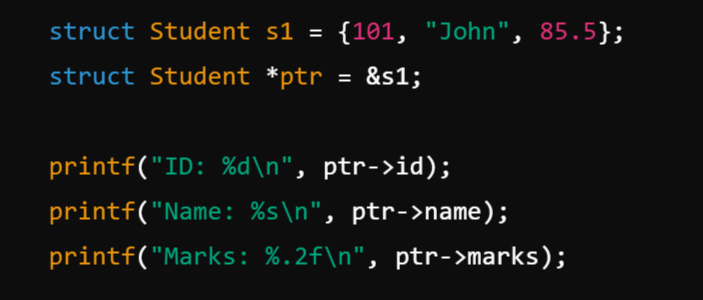 struct Student s1 = {101, "John", 85.5};
struct Student *ptr = &s1;
printf("ID: %d\n", ptr->id);
printf("Name: %s\n", ptr->name);
printf("Marks: %.2f\n", ptr->marks);